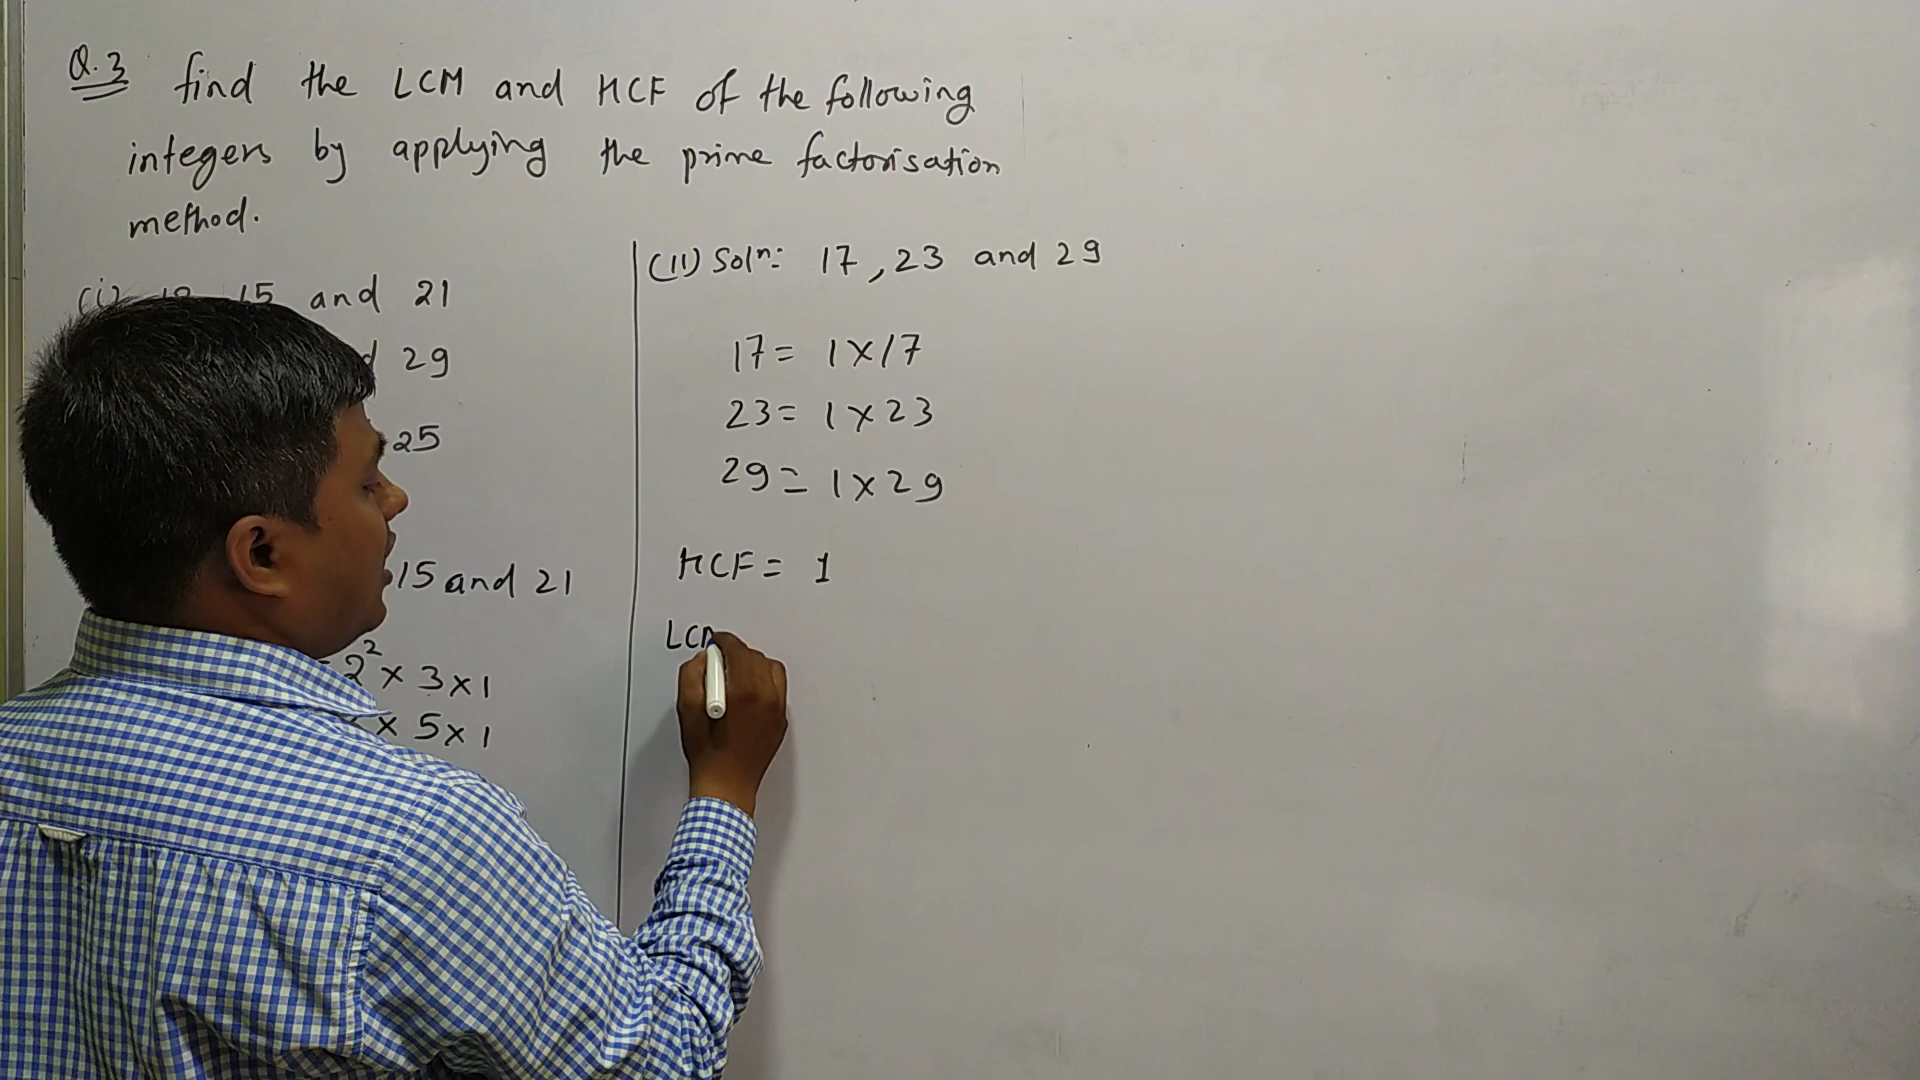 Q.3 find the LCM and HCF of the following
integers by applying the prime factorisation
method.
(i) 15 and 21
29
25
15 and 21
2² x 3 x 1
x 5 x 1
(II) Solⁿ: 17, 23 and 29
17 = 1 x 17
23 = 1 x 23
29 = 1 x 29
HCF = 1
LCM